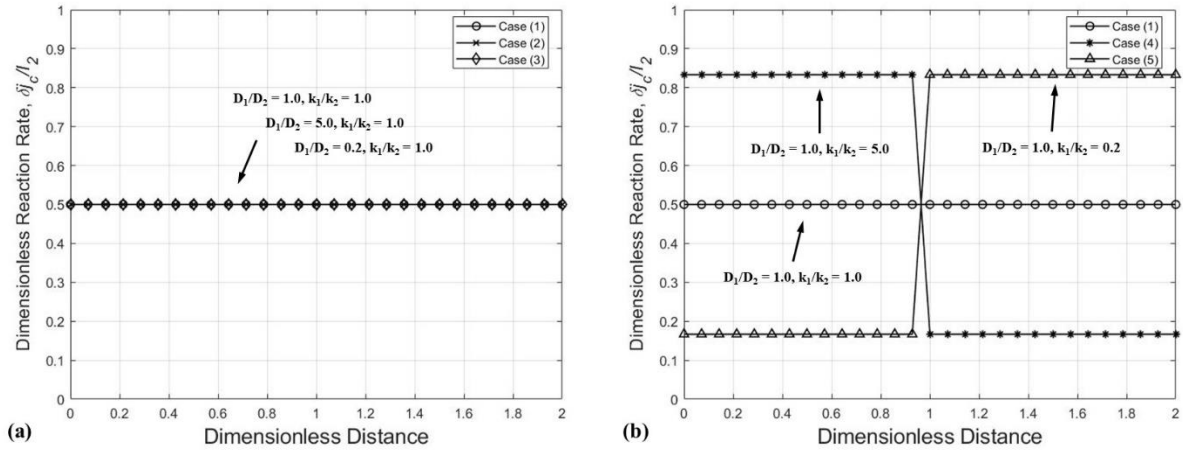 Case (1)
Case (2)
Case (3)
D₁/D₂ = 1.0, k₁/k₂ = 1.0
D₁/D₂ = 5.0, k₁/k₂ = 1.0
D₁/D₂ = 0.2, k₁/k₂ = 1.0
Dimensionless Reaction Rate, δj_c/I_2
1
0.9
0.8
0.7
0.6
0.5
0.4
0.3
0.2
0.1
0
0 0.2 0.4 0.6 0.8 1 1.2 1.4 1.6 1.8 2
Dimensionless Distance
(a)
Case (1)
Case (4)
Case (5)
D₁/D₂ = 1.0, k₁/k₂ = 5.0
D₁/D₂ = 1.0, k₁/k₂ = 0.2
D₁/D₂ = 1.0, k₁/k₂ = 1.0
Dimensionless Reaction Rate, δj_c/I_2
1
0.9
0.8
0.7
0.6
0.5
0.4
0.3
0.2
0.1
0
0 0.2 0.4 0.6 0.8 1 1.2 1.4 1.6 1.8 2
Dimensionless Distance
(b)